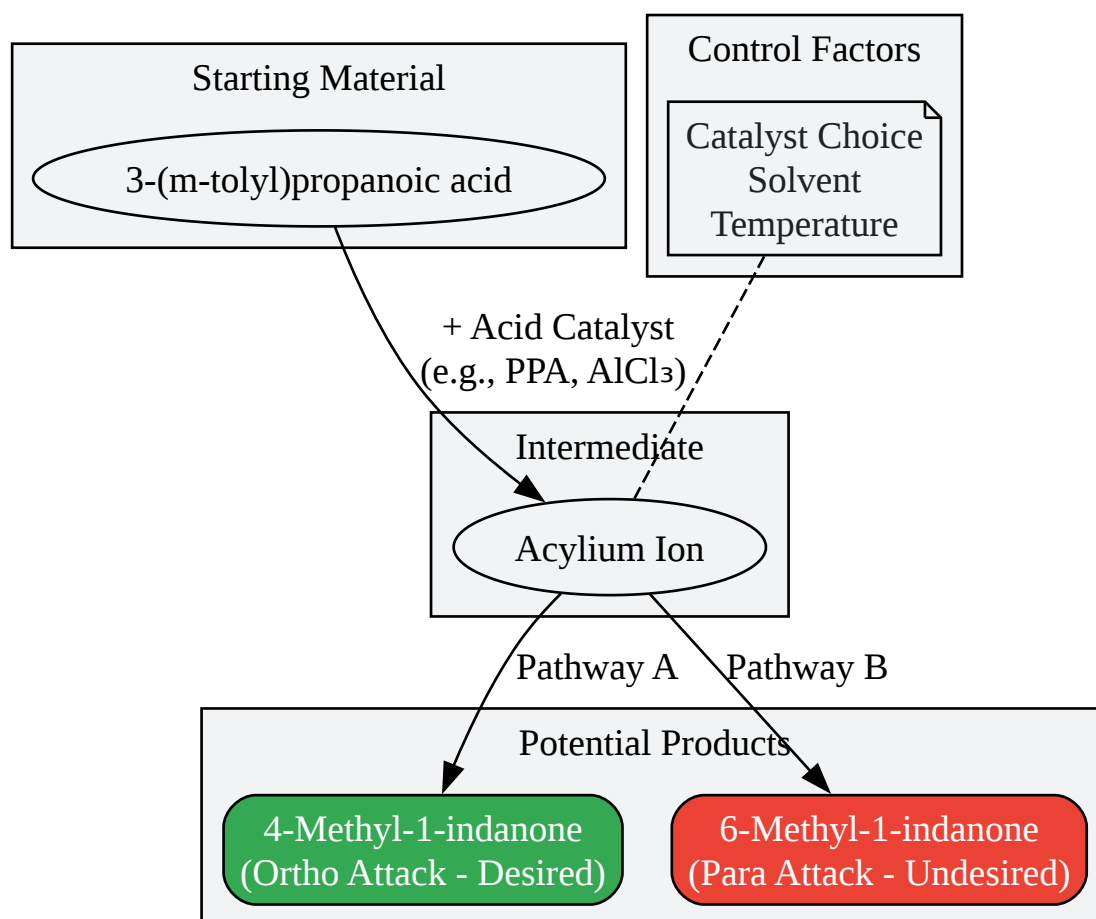 Starting Material
3-(m-tolyl)propanoic acid
Control Factors
Catalyst Choice
Solvent
Temperature
+ Acid Catalyst
(e.g., PPA, AlCl₃)
Intermediate
Acylium Ion
Pathway A
Pathway B
Potential Products
4-Methyl-1-indanone
(Ortho Attack - Desired)
6-Methyl-1-indanone
(Para Attack - Undesired)